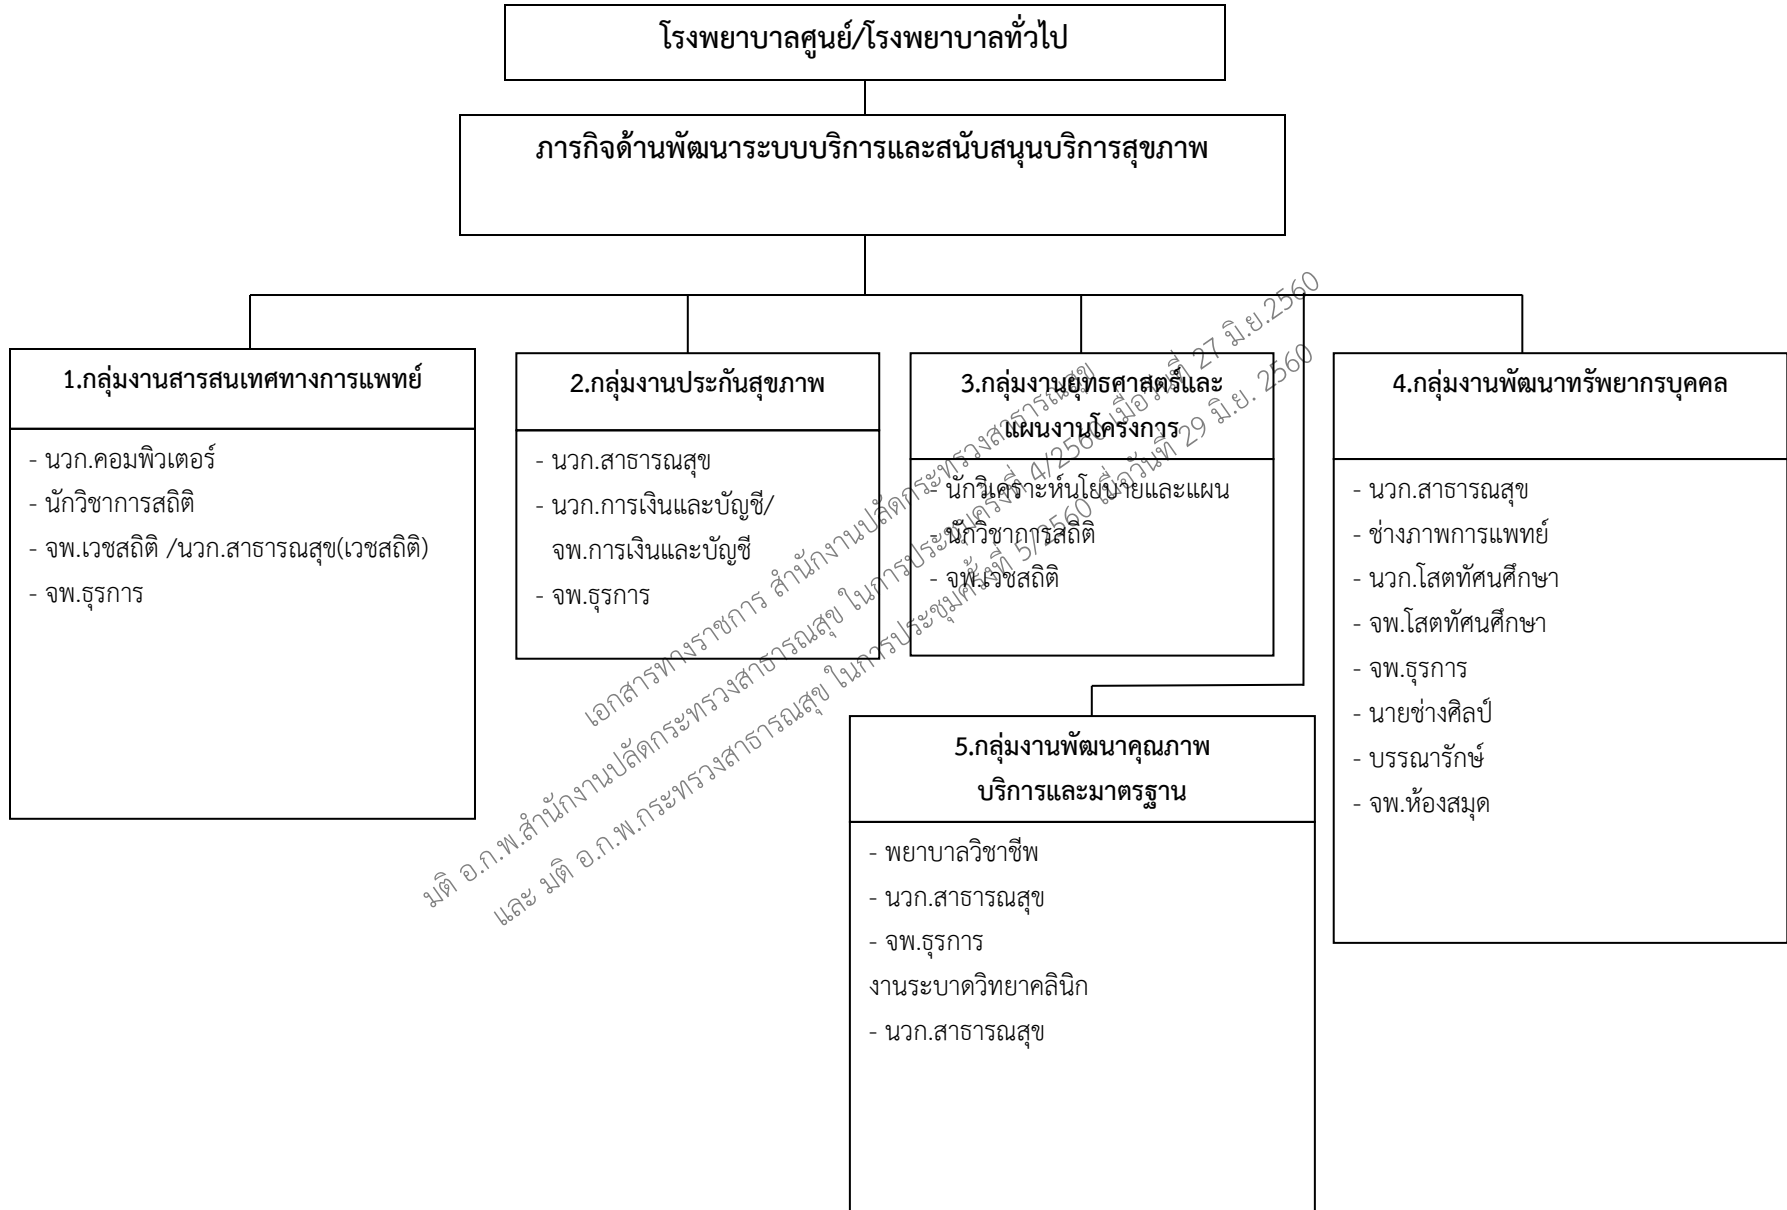 โรงพยาบาลศูนย์/โรงพยาบาลทั่วไป
ภารกิจด้านพัฒนาระบบบริการและสนับสนุนบริการสุขภาพ
1.กลุ่มงานสารสนเทศทางการแพทย์
- นวก.คอมพิวเตอร์
- นักวิชาการสถิติ
- จพ.เวชสถิติ /นวก.สาธารณสุข(เวชสถิติ)
- จพ.ธุรการ
2.กลุ่มงานประกันสุขภาพ
- นวก.สาธารณสุข
- นวก.การเงินและบัญชี/
จพ.การเงินและบัญชี
- จพ.ธุรการ
3.กลุ่มงานยุทธศาสตร์และ
แผนงานโครงการ
- นักวิเคราะห์นโยบายและแผน
- นักวิชาการสถิติ
- จพ.เวชสถิติ
4.กลุ่มงานพัฒนาทรัพยากรบุคคล
- นวก.สาธารณสุข
- ช่างภาพการแพทย์
- นวก.โสตทัศนศึกษา
- จพ.โสตทัศนศึกษา
- จพ.ธุรการ
- นายช่างศิลป์
- บรรณารักษ์
- จพ.ห้องสมุด
5.กลุ่มงานพัฒนาคุณภาพ
บริการและมาตรฐาน
- พยาบาลวิชาชีพ
- นวก.สาธารณสุข
- จพ.ธุรการ
งานระบาดวิทยาคลินิก
- นวก.สาธารณสุข
เอกสารทางราชการ สำนักงานปลัดกระทรวงสาธารณสุข
มติ อ.ก.พ.สำนักงานปลัดกระทรวงสาธารณสุข ในการประชุมครั้งที่ 4/2560 เมื่อวันที่ 27 มิ.ย.2560
และ มติ อ.ก.พ.กระทรวงสาธารณสุข ในการประชุมครั้งที่ 5/2560 เมื่อวันที่ 29 มิ.ย. 2560